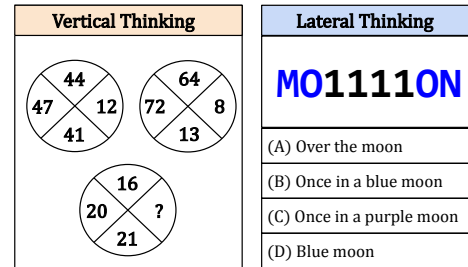 Vertical Thinking
44
47 12
41
64
72 8
13
16
20 ?
21
Lateral Thinking
MO1111ON
(A) Over the moon
(B) Once in a blue moon
(C) Once in a purple moon
(D) Blue moon